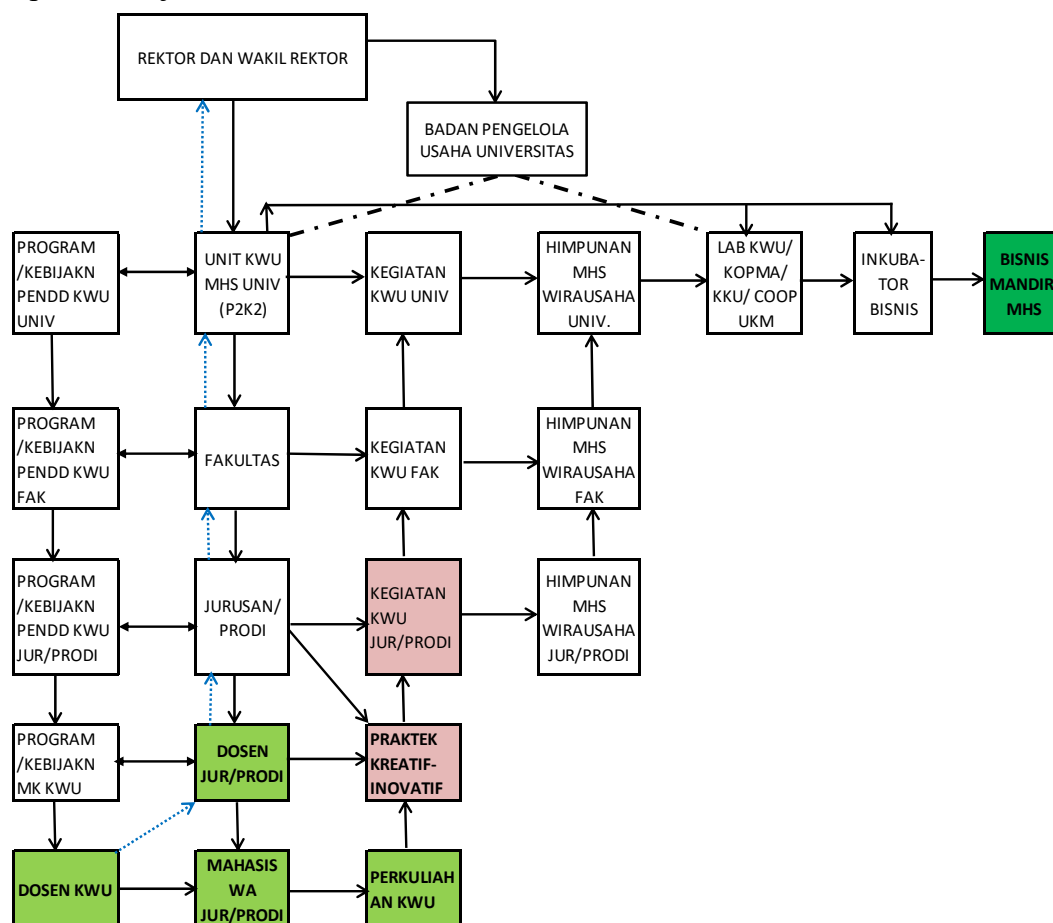 REKTOR DAN WAKIL REKTOR
BADAN PENGELOLA
USAHA UNIVERSITAS
PROGRAM
/KEBIJAKN
PENDD KWU
UNIV
UNIT KWU
MHS UNIV
(P2K2)
KEGIATAN
KWU UNIV
HIMPUNAN
MHS
WIRAUSAHA
UNIV.
LAB KWU/
KOPMA/
KKU/ COOP
UKM
INKUBA-
TOR
BISNIS
BISNIS
MANDIRI
MHS
PROGRAM
/KEBIJAKN
PENDD KWU
FAK
FAKULTAS
KEGIATAN
KWU FAK
HIMPUNAN
MHS
WIRAUSAHA
FAK
PROGRAM
/KEBIJAKN
PENDD KWU
JUR/PRODI
JURUSAN/
PRODI
KEGIATAN
KWU
JUR/PRODI
HIMPUNAN
MHS
WIRAUSAHA
JUR/PRODI
PROGRAM
/KEBIJAKN
MK KWU
DOSEN
JUR/PRODI
PRAKTEK
KREATIF-
INOVATIF
DOSEN KWU
MAHASIS
WA
JUR/PRODI
PERKULIAH
AN KWU